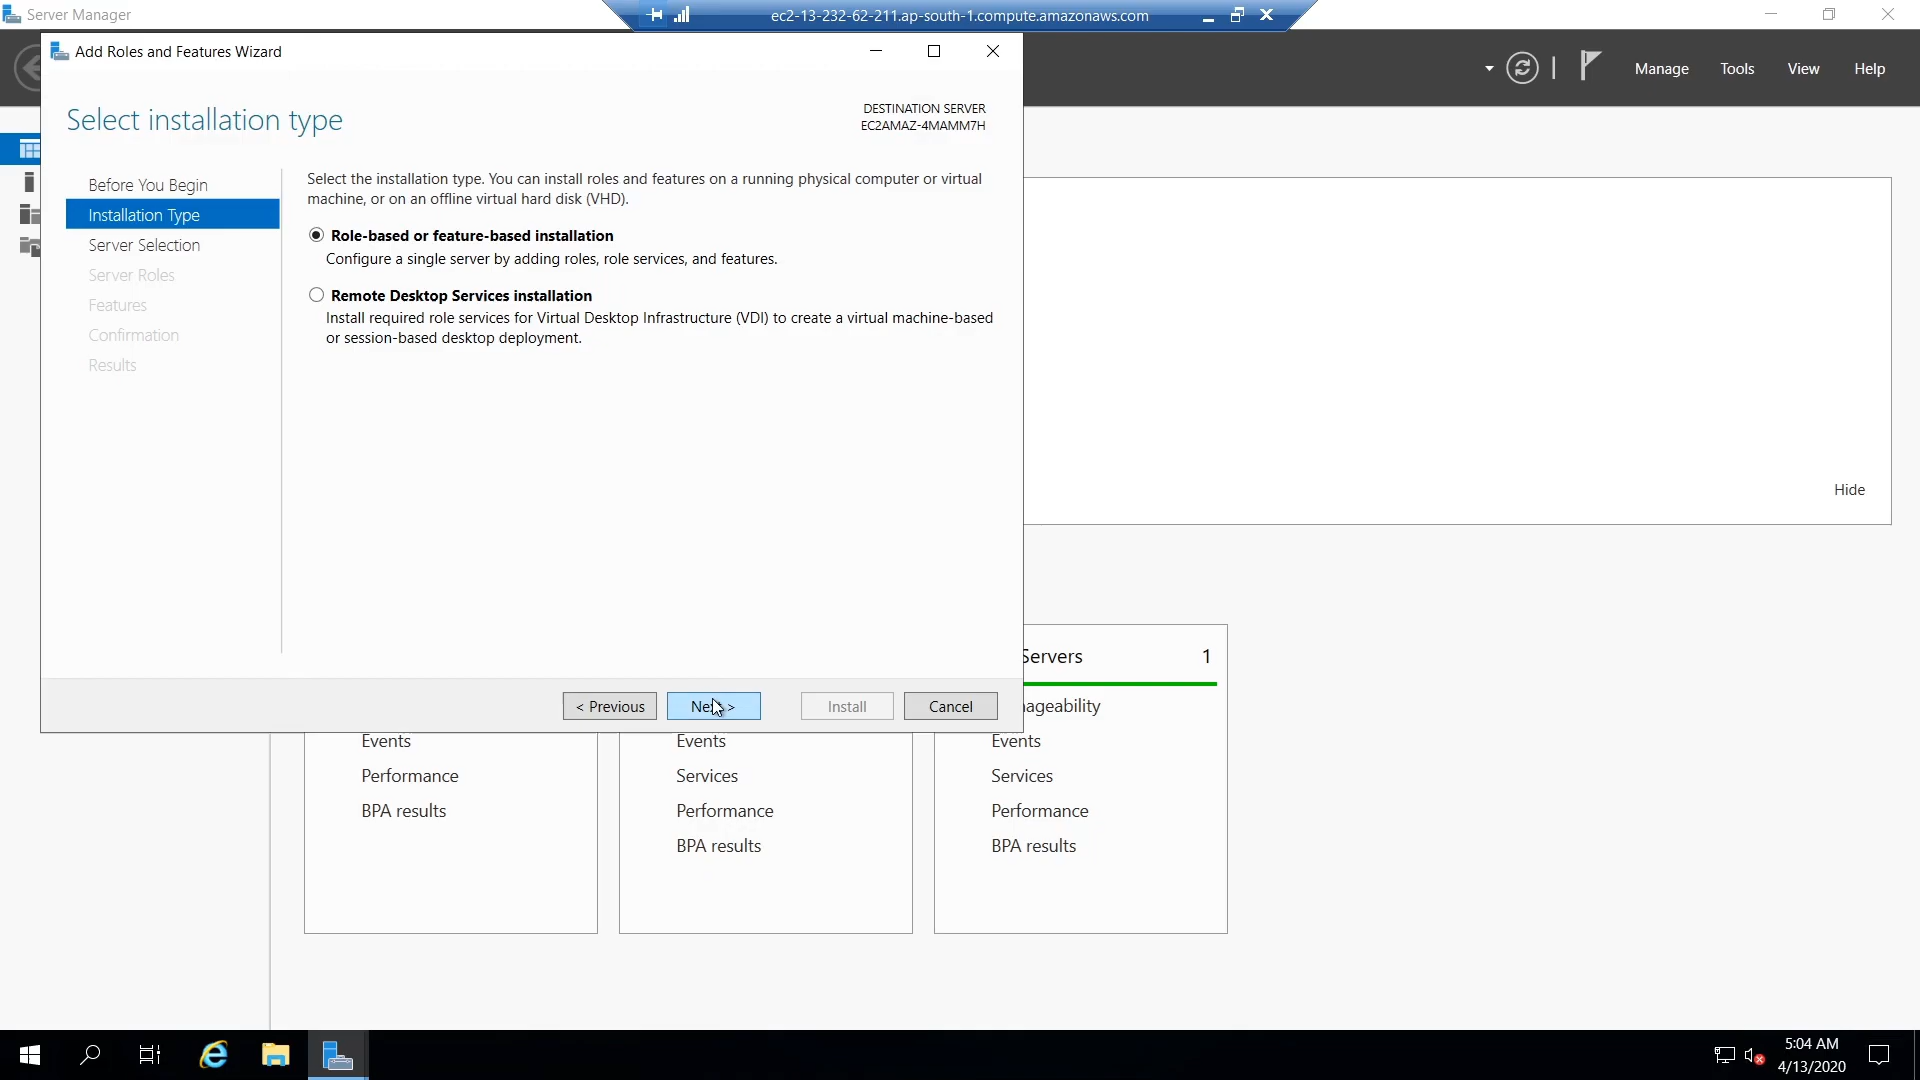 Server Manager
ec2-13-232-62-211.ap-south-1.compute.amazonaws.com
Add Roles and Features Wizard
Manage
Tools
View
Help
Select installation type
DESTINATION SERVER
EC2AMAZ-4MAMM7H
Before You Begin
Installation Type
Server Selection
Server Roles
Features
Confirmation
Results
Select the installation type. You can install roles and features on a running physical computer or virtual
machine, or on an offline virtual hard disk (VHD).
Role-based or feature-based installation
Configure a single server by adding roles, role services, and features.
Remote Desktop Services installation
Install required role services for Virtual Desktop Infrastructure (VDI) to create a virtual machine-based
or session-based desktop deployment.
Hide
< Previous
Next >
Install
Cancel
Servers 1
nageability
Events
Performance
BPA results
Events
Services
Performance
BPA results
Events
Services
Performance
BPA results
5:04 AM
4/13/2020